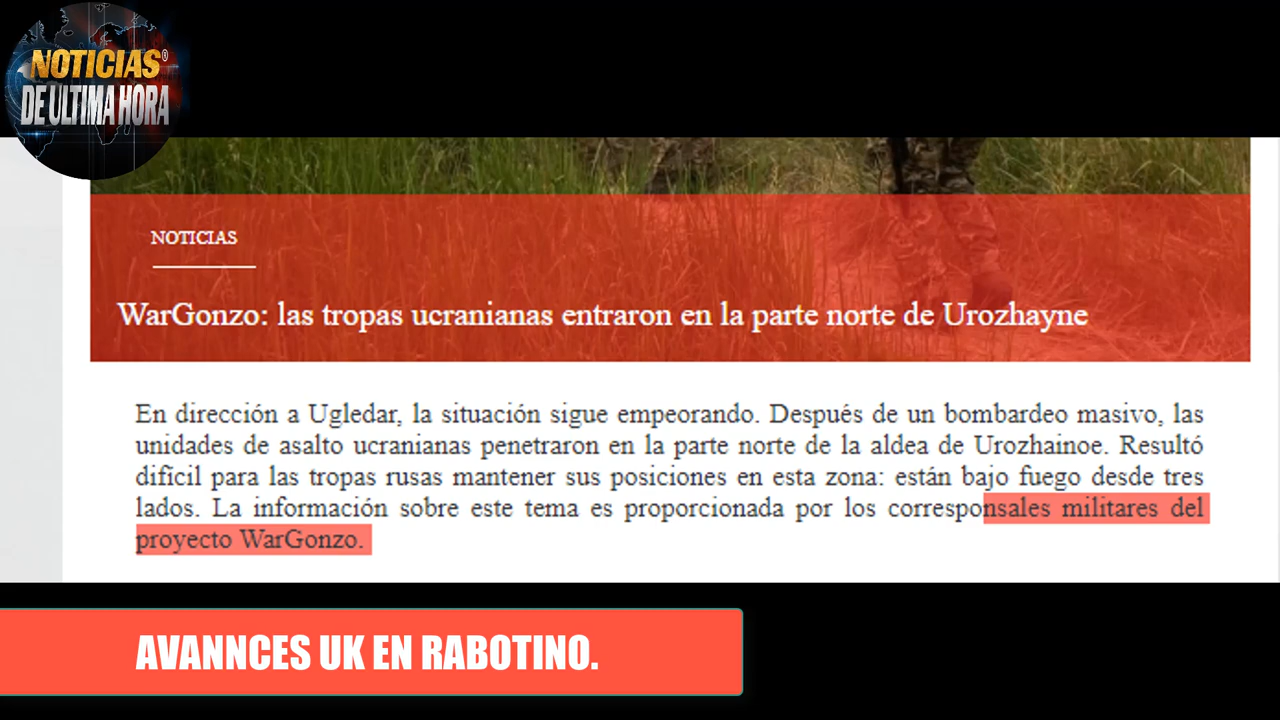 NOTICIAS®
DE ULTIMA HORA
NOTICIAS
WarGonzo: las tropas ucranianas entraron en la parte norte de Urozhayne
En dirección a Ugledar, la situación sigue empeorando. Después de un bombardeo masivo, las
unidades de asalto ucranianas penetraron en la parte norte de la aldea de Urozhainoe. Resultó
difícil para las tropas rusas mantener sus posiciones en esta zona: están bajo fuego desde tres
lados. La información sobre este tema es proporcionada por los corresponsales militares del
proyecto WarGonzo.
AVANNCES UK EN RABOTINO.